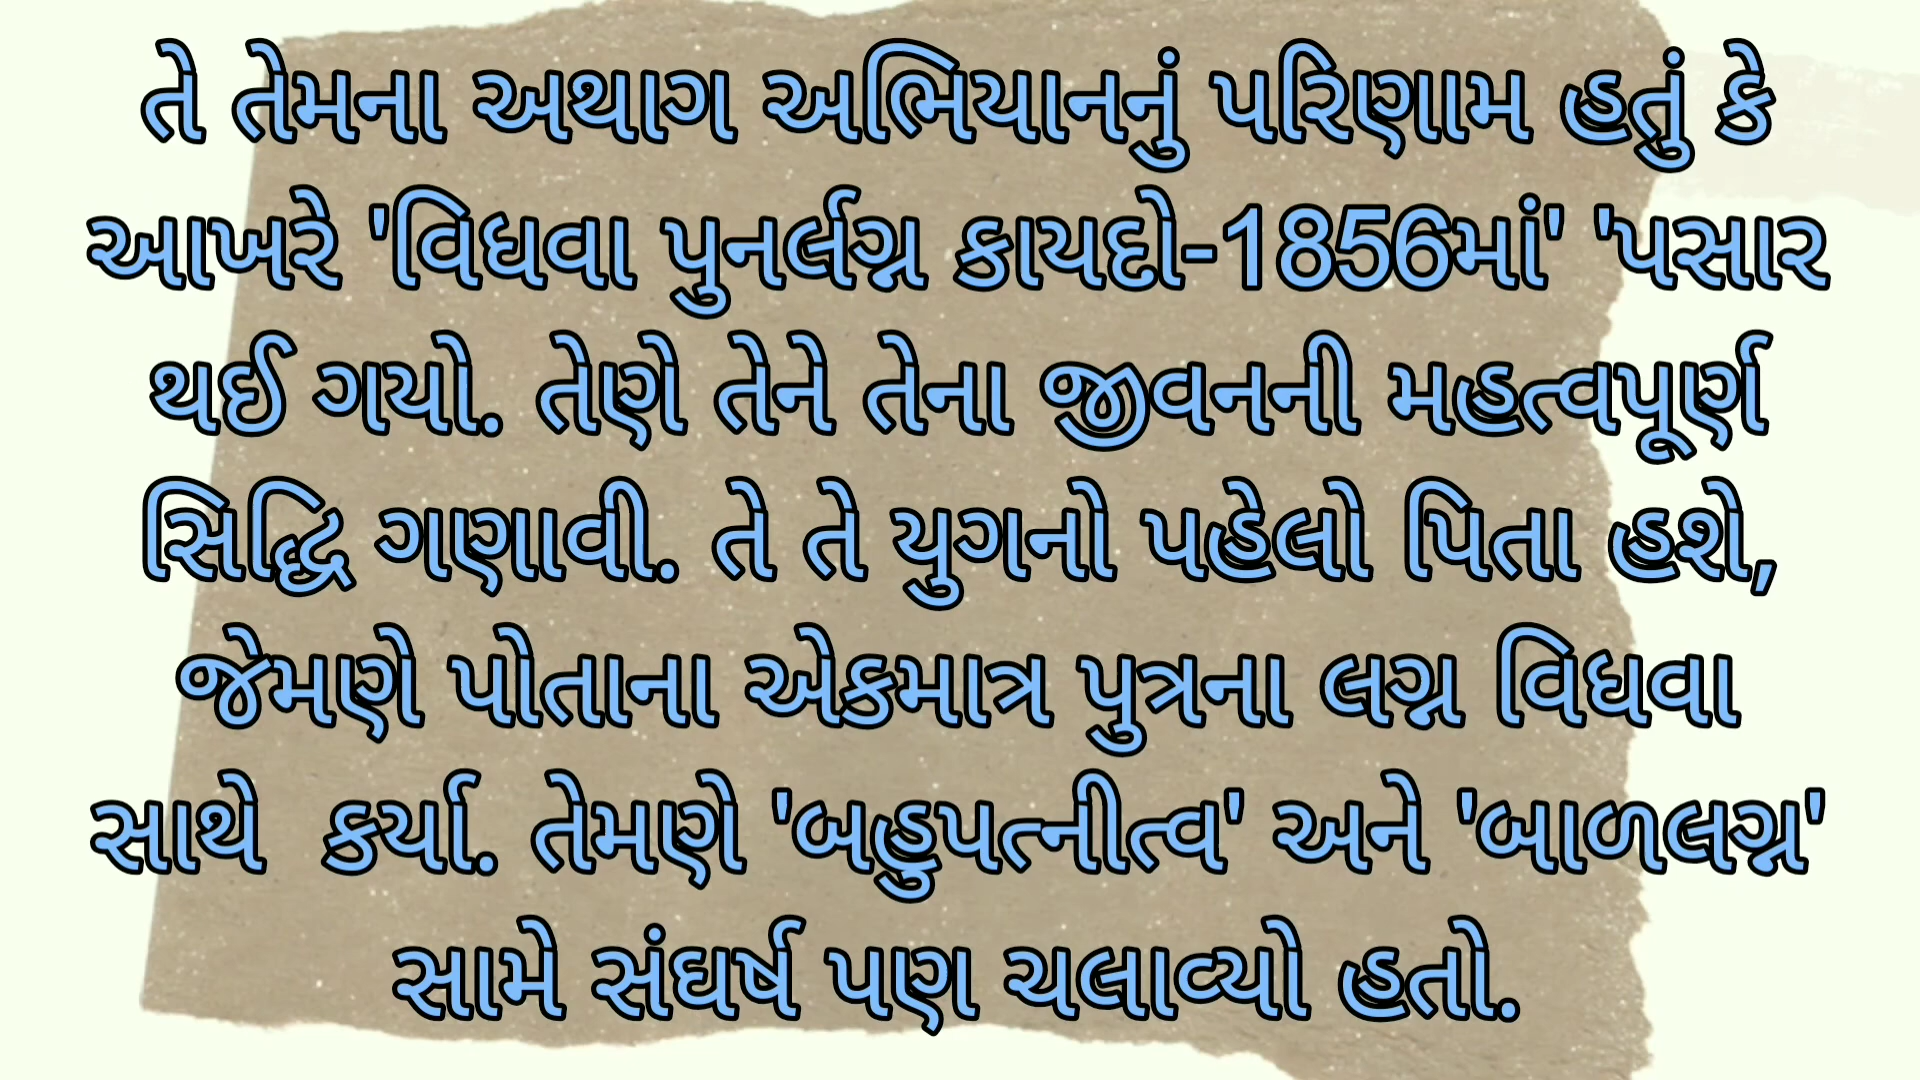 તે તેમના અથાગ અભિયાનનું પરિણામ હતું કે
આખરે 'વિધવા પુનર્લગ્ન કાયદો-1856માં' 'પસાર
થઈ ગયો. તેણે તેને તેના જીવનની મહત્વપૂર્ણ
સિદ્ધિ ગણાવી. તે તે યુગનો પહેલો પિતા હશે,
જેમણે પોતાના એકમાત્ર પુત્રના લગ્ન વિધવા
સાથે  કર્યા. તેમણે 'બહુપત્નીત્વ' અને 'બાળલગ્ન'
સામે સંઘર્ષ પણ ચલાવ્યો હતો.